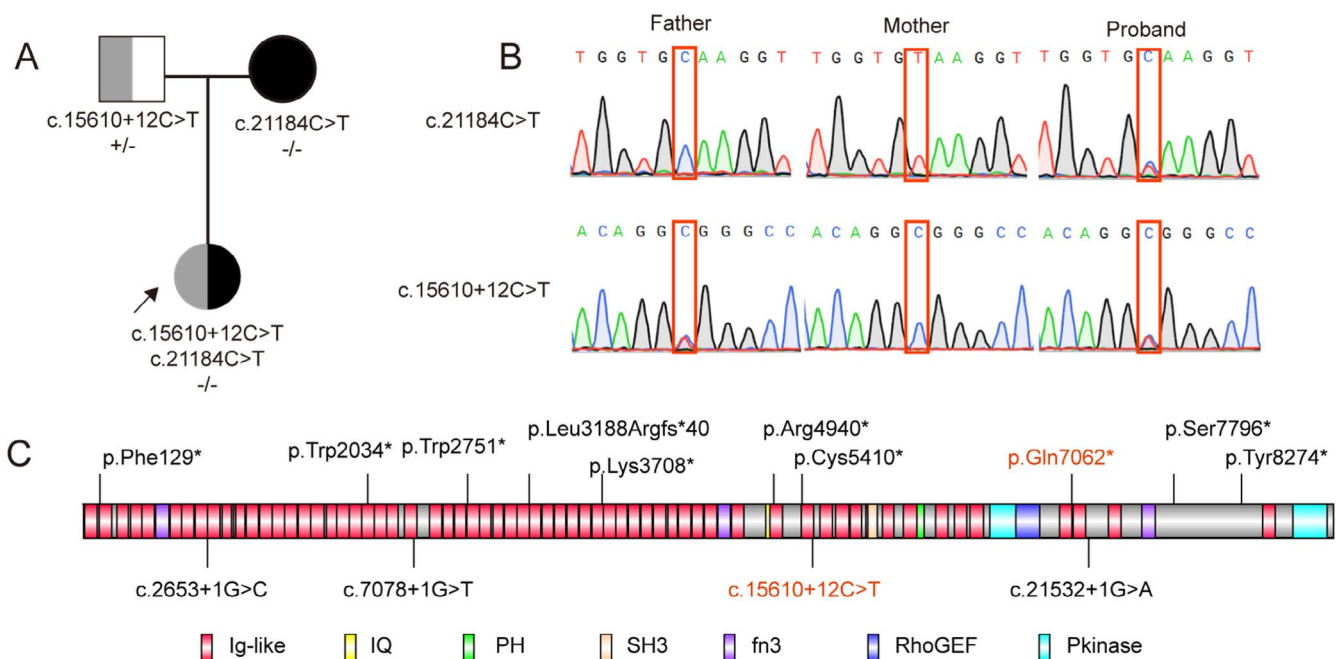 A
c.15610+12C>T
+/-
c.21184C>T
-/-
c.15610+12C>T
c.21184C>T
-/-
B
Father
Mother
Proband
c.21184C>T
T G G T G C A A G G T
T G G T G T A A G G T
T G G T G C A A G G T
c.15610+12C>T
A C A G G C G G G C C
A C A G G C G G G C C
A C A G G C G G G C C
C
p.Phe129*
p.Trp2034*
p.Trp2751*
p.Leu3188Argfs*40
p.Lys3708*
p.Arg4940*
p.Cys5410*
p.Gln7062*
p.Ser7796*
p.Tyr8274*
c.2653+1G>C
c.7078+1G>T
c.15610+12C>T
c.21532+1G>A
Ig-like
IQ
PH
SH3
fn3
RhoGEF
Pkinase